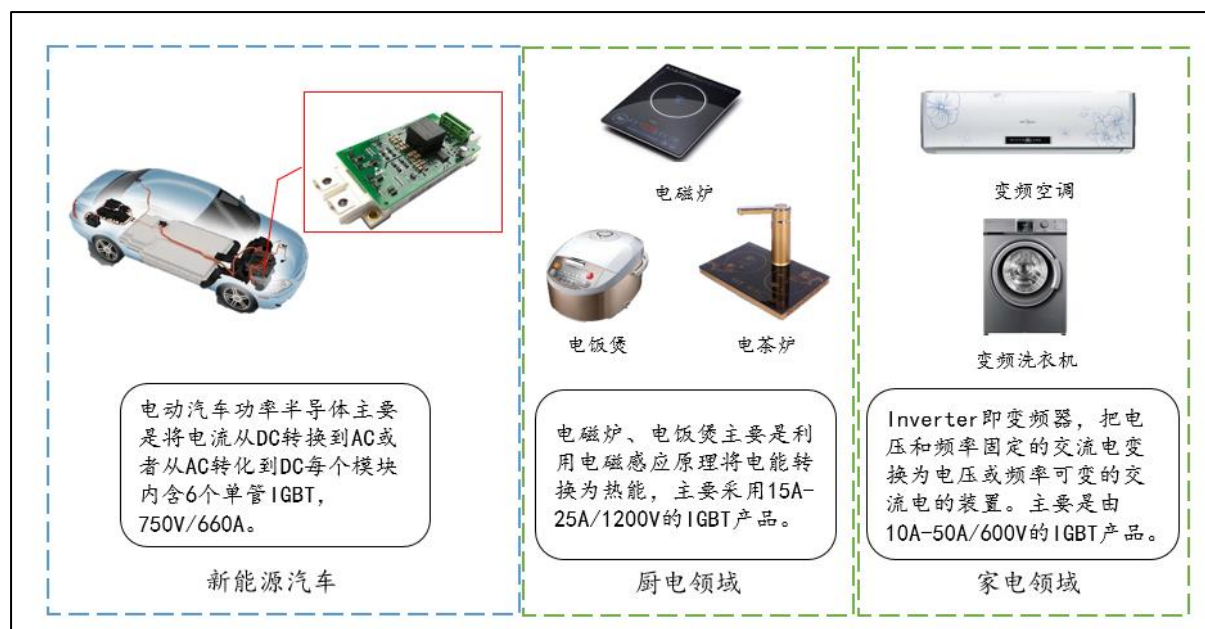 电磁炉
变频空调
电饭煲
电茶炉
变频洗衣机
电动汽车功率半导体主要
是将电流从DC转换到AC或
者从AC转化到DC每个模块
内含6个单管IGBT,
750V/660A。
电磁炉、电饭煲主要是利
用电磁感应原理将电能转
换为热能，主要采用15A-
25A/1200V的IGBT产品。
Inverter即变频器，把电
压和频率固定的交流电变
换为电压或频率可变的交
流电的装置。主要是由
10A-50A/600V的IGBT产品。
新能源汽车
厨电领域
家电领域